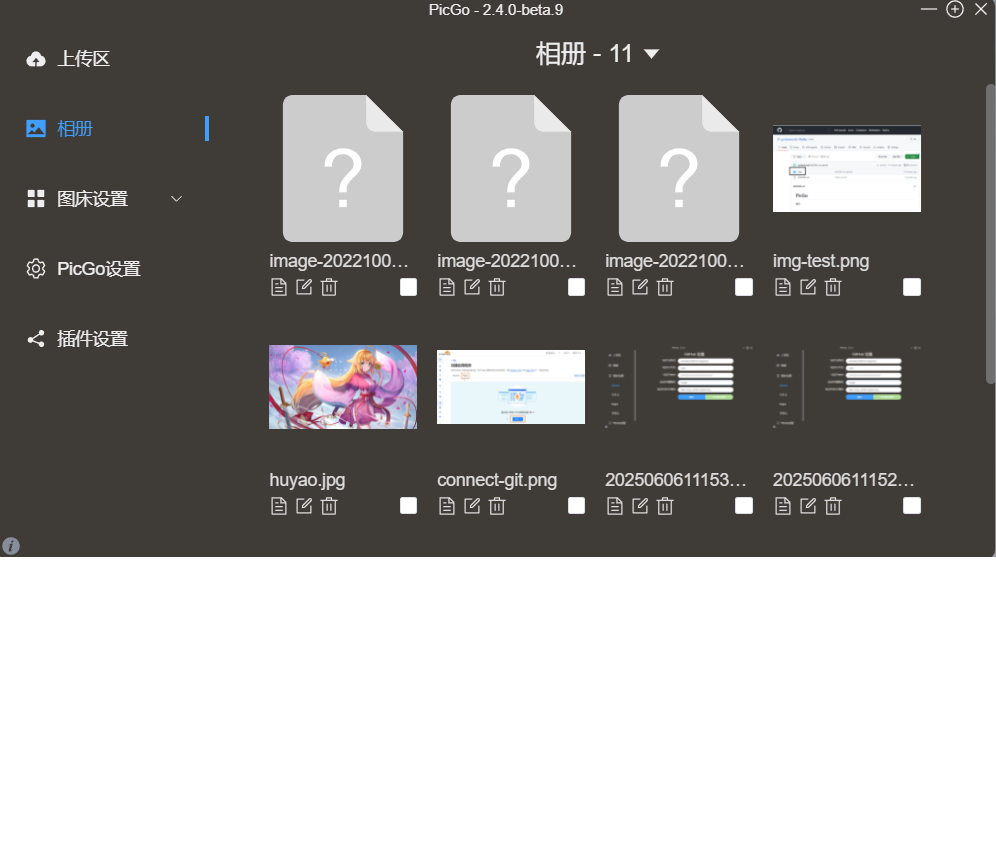 PicGo - 2.4.0-beta.9
上传区
相册
图床设置
PicGo设置
插件设置
相册 - 11
image-2022100...
image-2022100...
image-2022100...
img-test.png
huyao.jpg
connect-git.png
2025060611153...
2025060611152...